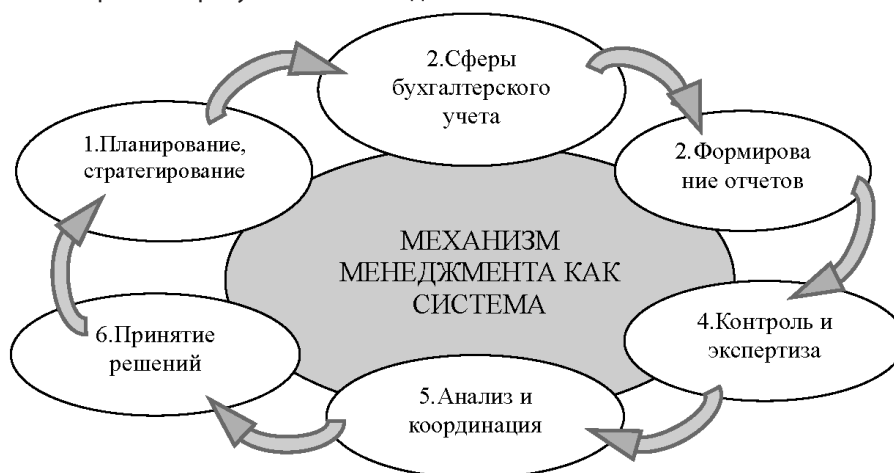 1.Планирование,
стратегирование
2.Сферы
бухгалтерского
учета
2.Формирова
ние отчетов
4.Контроль и
экспертиза
5.Анализ и
координация
6.Принятие
решений
МЕХАНИЗМ
МЕНЕДЖМЕНТА КАК
СИСТЕМА